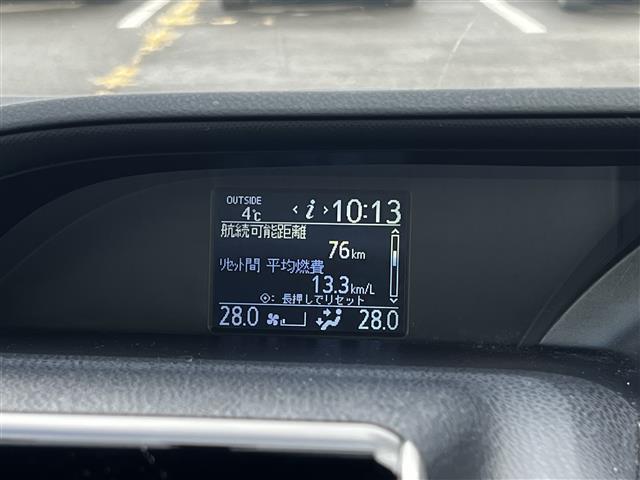 OUTSIDE
4℃
< i > 10:13
航続可能距離
76km
ﾘｾｯﾄ間 平均燃費
13.3km/L
⊙: 長押しでリセット
28.0 28.0